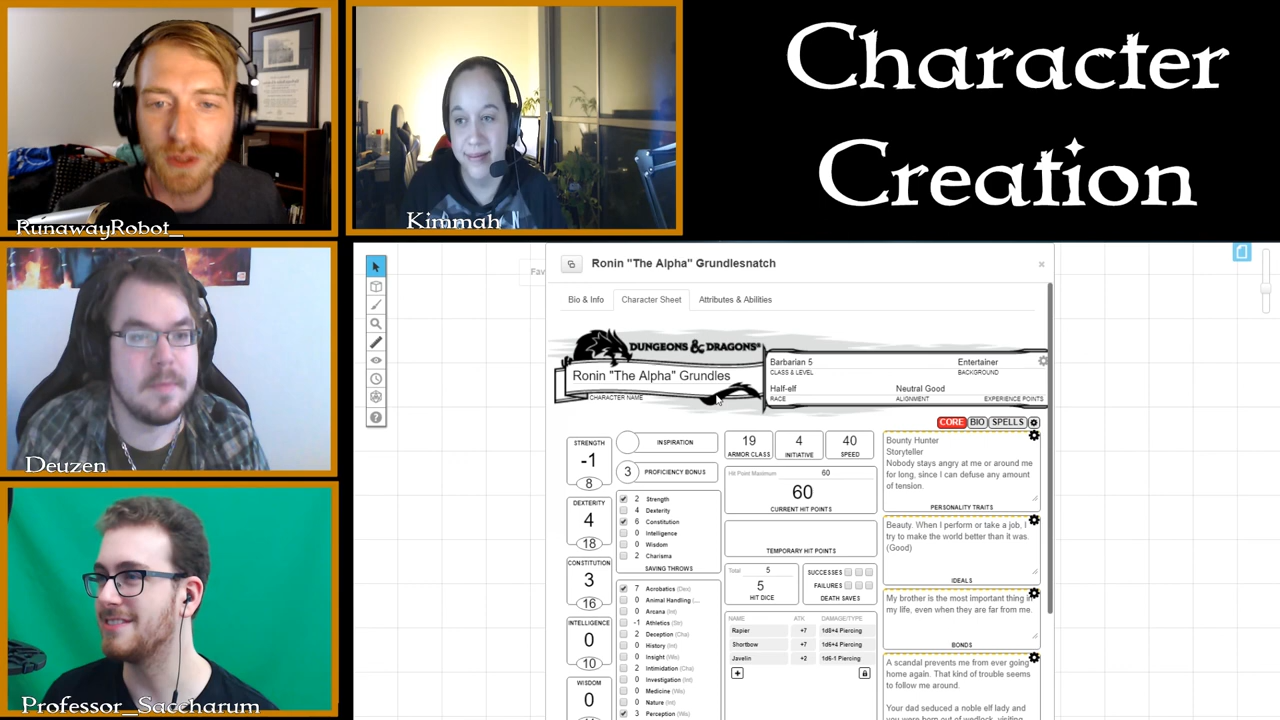 Character
Creation
RunawayRobot_
Kimmah
Deuzen
Professor_Saccharum
Fav
Ronin "The Alpha" Grundlesnatch
Bio & Info
Character Sheet
Attributes & Abilities
DUNGEONS & DRAGONS®
Ronin "The Alpha" Grundles
CHARACTER NAME
Barbarian 5
Entertainer
CLASS & LEVEL
BACKGROUND
Half-elf
Neutral Good
RACE
ALIGNMENT
EXPERIENCE POINTS
CORE BIO SPELLS
STRENGTH
-1
8
DEXTERITY
4
18
CONSTITUTION
3
16
INTELLIGENCE
0
10
WISDOM
0
INSPIRATION
3 PROFICIENCY BONUS
2 Strength
4 Dexterity
6 Constitution
0 Intelligence
0 Wisdom
2 Charisma
SAVING THROWS
7 Acrobatics (Dex)
0 Animal Handling (...
0 Arcana (Int)
-1 Athletics (Str)
2 Deception (Cha)
0 History (Int)
0 Insight (Wis)
2 Intimidation (Cha)
0 Investigation (Int)
0 Medicine (Wis)
0 Nature (Int)
3 Perception (Wis)
19
ARMOR CLASS
4
INITIATIVE
40
SPEED
Hit Point Maximum 60
60
CURRENT HIT POINTS
TEMPORARY HIT POINTS
Total 5
5
HIT DICE
SUCCESSES
FAILURES
DEATH SAVES
NAME ATK DAMAGE/TYPE
Rapier +7 1d8+4 Piercing
Shortbow +7 1d6+4 Piercing
Javelin +2 1d6-1 Piercing
Bounty Hunter
Storyteller
Nobody stays angry at me or around me
for long, since I can defuse any amount
of tension.
PERSONALITY TRAITS
Beauty. When I perform or take a job, I
try to make the world better than it was.
(Good)
IDEALS
My brother is the most important thing in
my life, even when they are far from me.
BONDS
A scandal prevents me from ever going
home again. That kind of trouble seems
to follow me around.
Your dad seduced a noble elf lady and